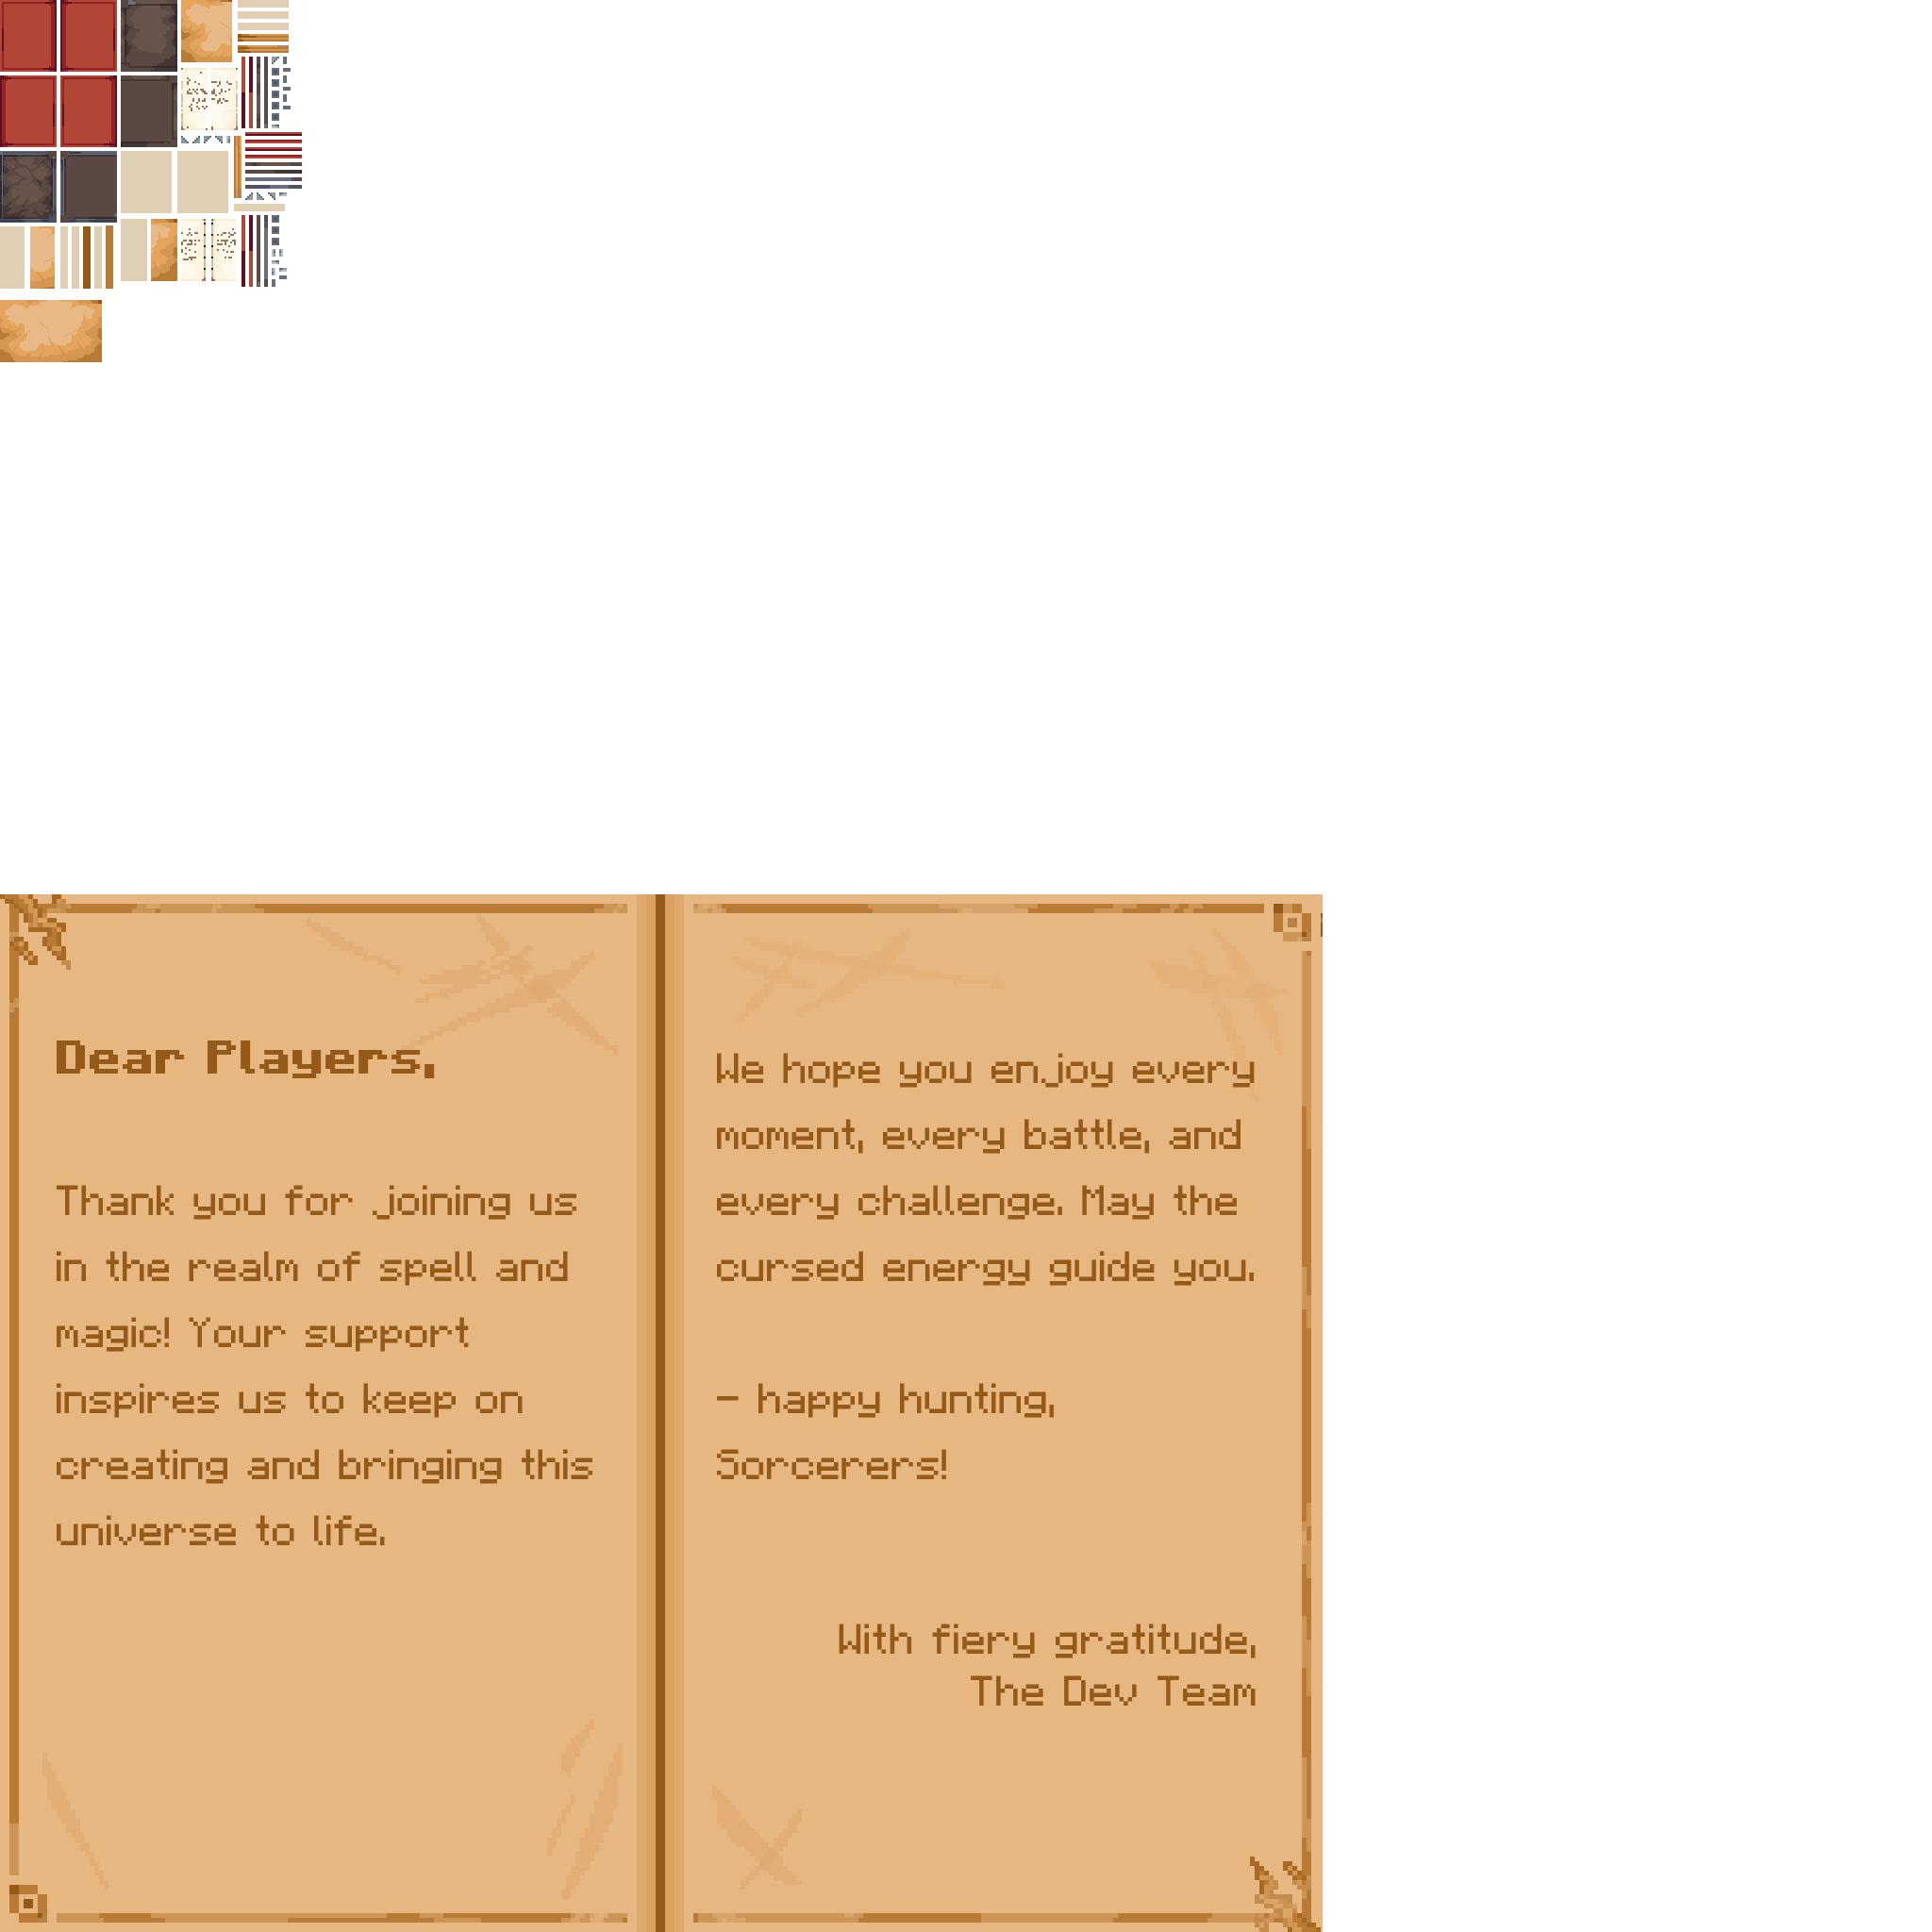 Dear Players,
Thank you for joining us
in the realm of spell and
magic! Your support
inspires us to keep on
creating and bringing this
universe to life.
We hope you enjoy every
moment, every battle, and
every challenge. May the
cursed energy guide you.
- happy hunting,
Sorcerers!
With fiery gratitude,
The Dev Team